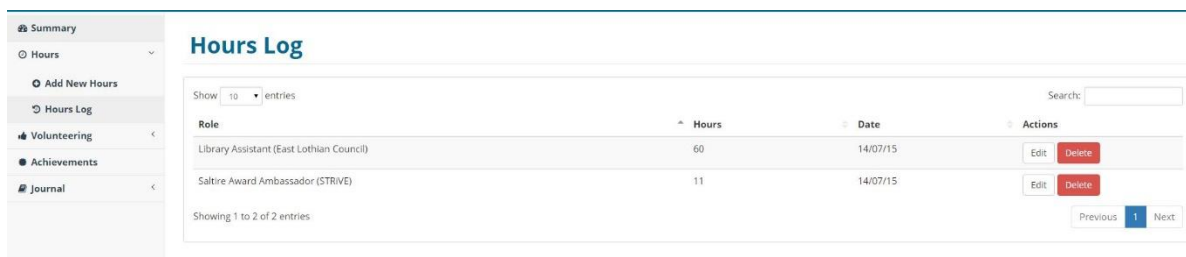 Summary
Hours
Add New Hours
Hours Log
Volunteering
Achievements
Journal
Hours Log
Show 10 entries Search:
Role Hours Date Actions
Library Assistant (East Lothian Council) 60 14/07/15 Edit Delete
Saltire Award Ambassador (STRiVE) 11 14/07/15 Edit Delete
Showing 1 to 2 of 2 entries Previous 1 Next